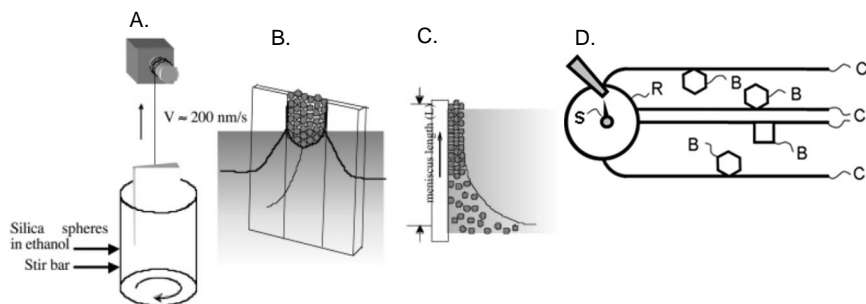 A.
B.
C.
D.
V ≈ 200 nm/s
Silica spheres
in ethanol
Stir bar
meniscus length (L)
S
R
B
B
B
B
C
C
C